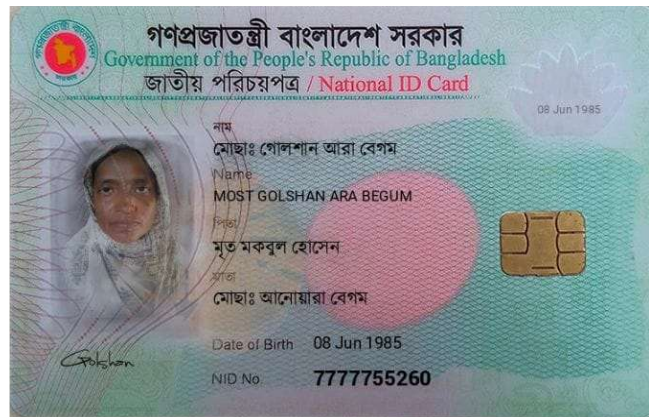 গণপ্রজাতন্ত্রী বাংলাদেশ সরকার
Government of the People's Republic of Bangladesh
জাতীয় পরিচয়পত্র / National ID Card
08 Jun 1985
নাম
মোছাঃ গোলশান আরা বেগম
Name
MOST GOLSHAN ARA BEGUM
পিতা
মৃত মকবুল হোসেন
মাতা
মোছাঃ আনোয়ারা বেগম
Date of Birth 08 Jun 1985
Golshan
NID No. 7777755260